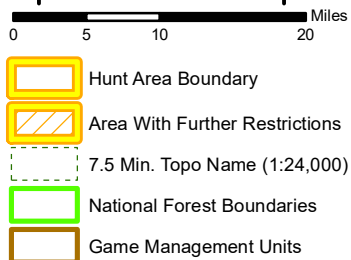 Miles
0 5 10 20
Hunt Area Boundary
Area With Further Restrictions
7.5 Min. Topo Name (1:24,000)
National Forest Boundaries
Game Management Units